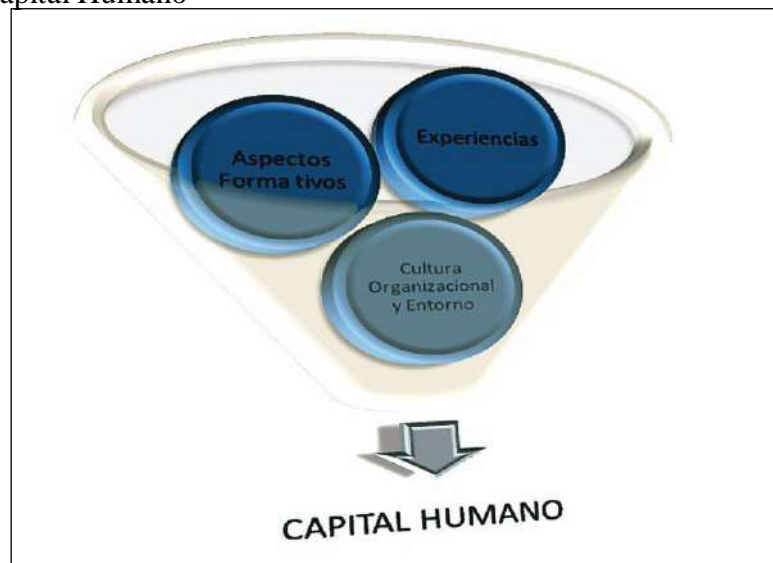 apital Humano
Experiencias
Aspectos
Forma tivos
Cultura
Organizacional
y Entorno
CAPITAL HUMANO